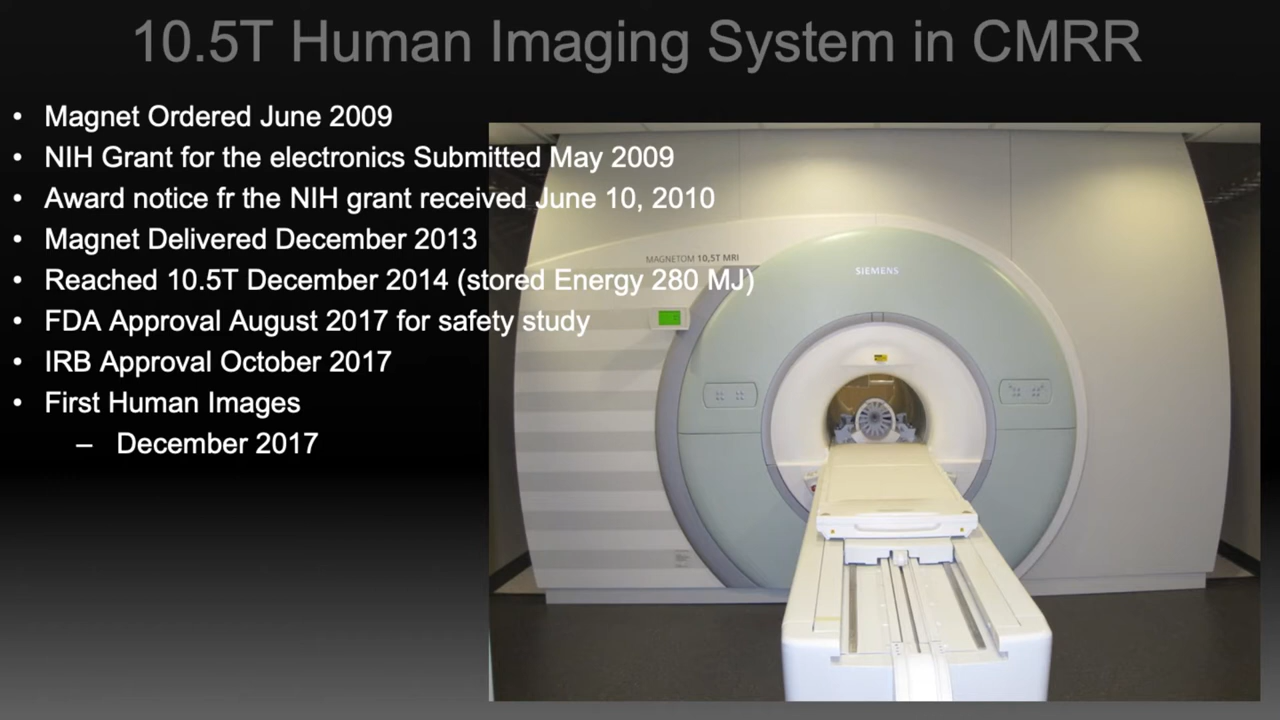 10.5T Human Imaging System in CMRR
• Magnet Ordered June 2009
• NIH Grant for the electronics Submitted May 2009
• Award notice fr the NIH grant received June 10, 2010
• Magnet Delivered December 2013
• Reached 10.5T December 2014 (stored Energy 280 MJ)
• FDA Approval August 2017 for safety study
• IRB Approval October 2017
• First Human Images
– December 2017
MAGNETOM 10,5T MRI
SIEMENS